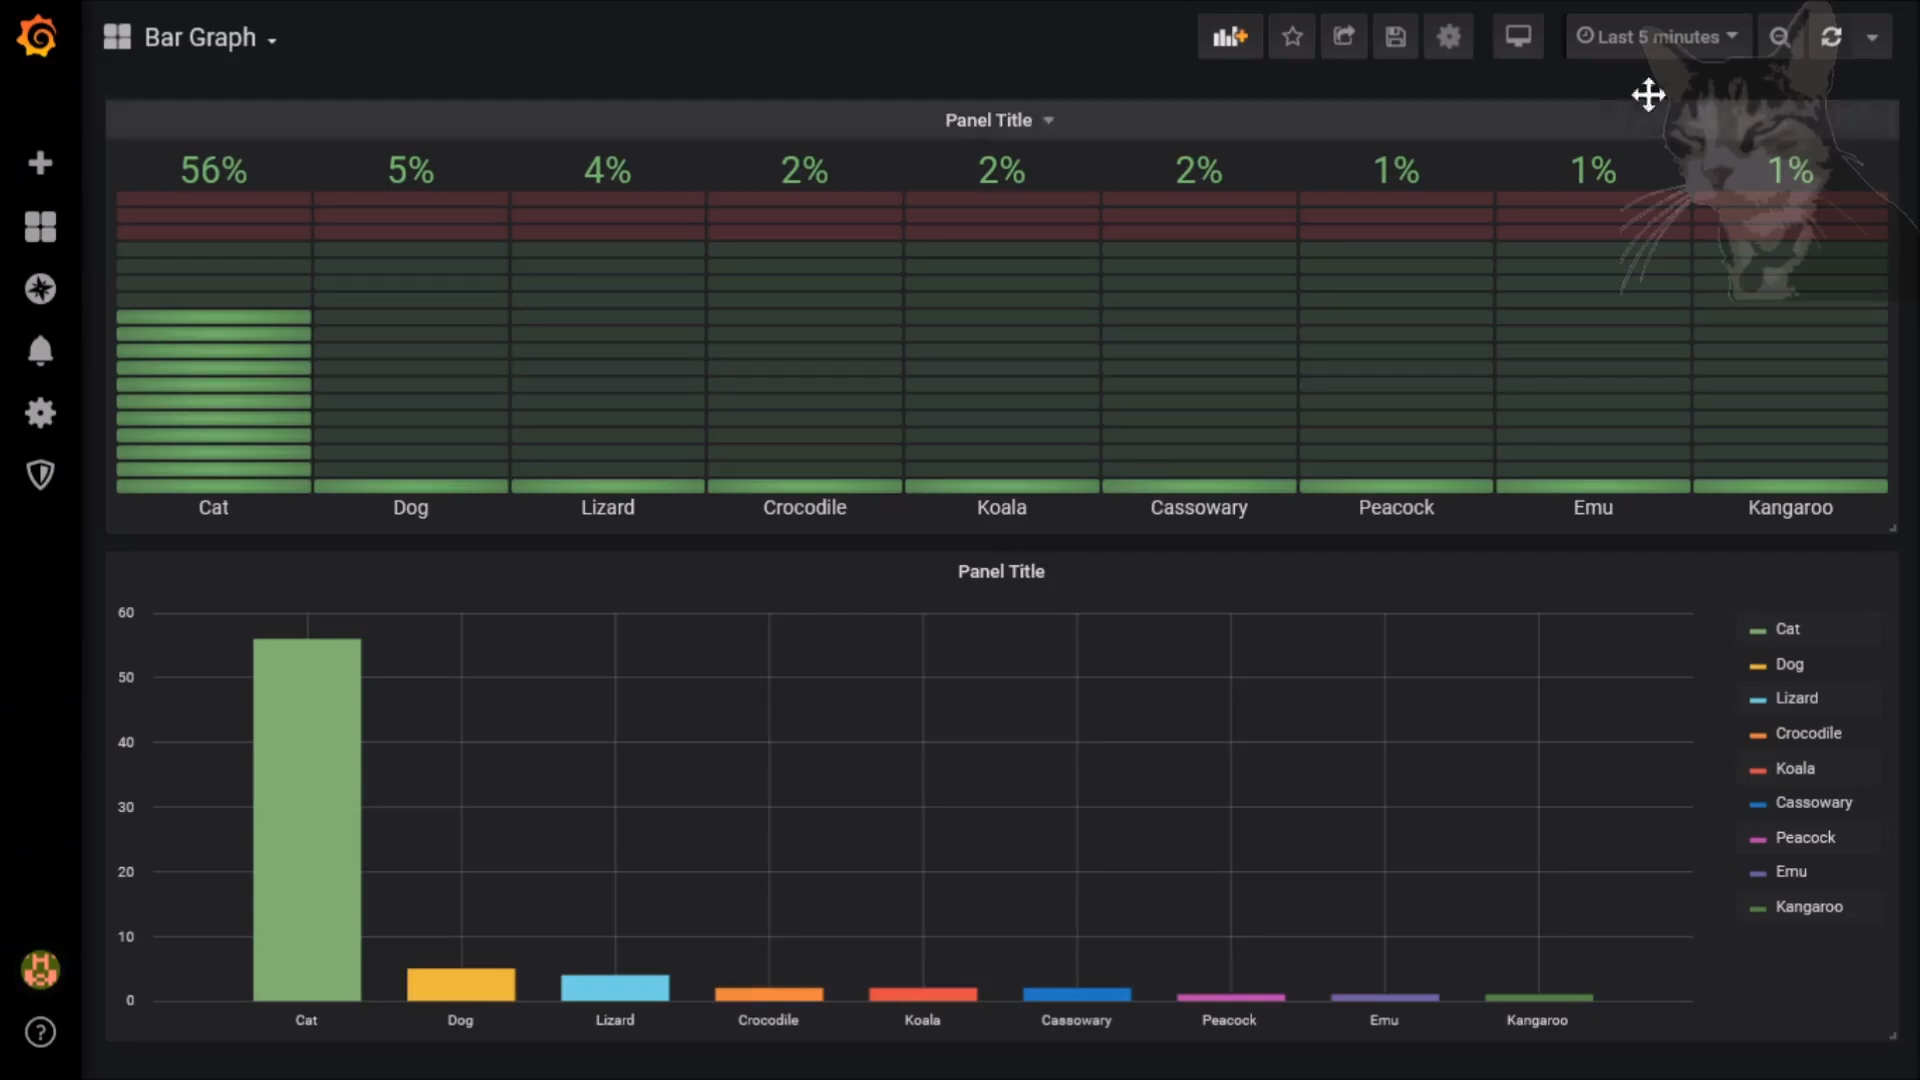 Bar Graph
Last 5 minutes
Panel Title
56% 5% 4% 2% 2% 2% 1% 1% 1%
Cat Dog Lizard Crocodile Koala Cassowary Peacock Emu Kangaroo
Panel Title
60
50
40
30
20
10
0
Cat Dog Lizard Crocodile Koala Cassowary Peacock Emu Kangaroo
Cat
Dog
Lizard
Crocodile
Koala
Cassowary
Peacock
Emu
Kangaroo